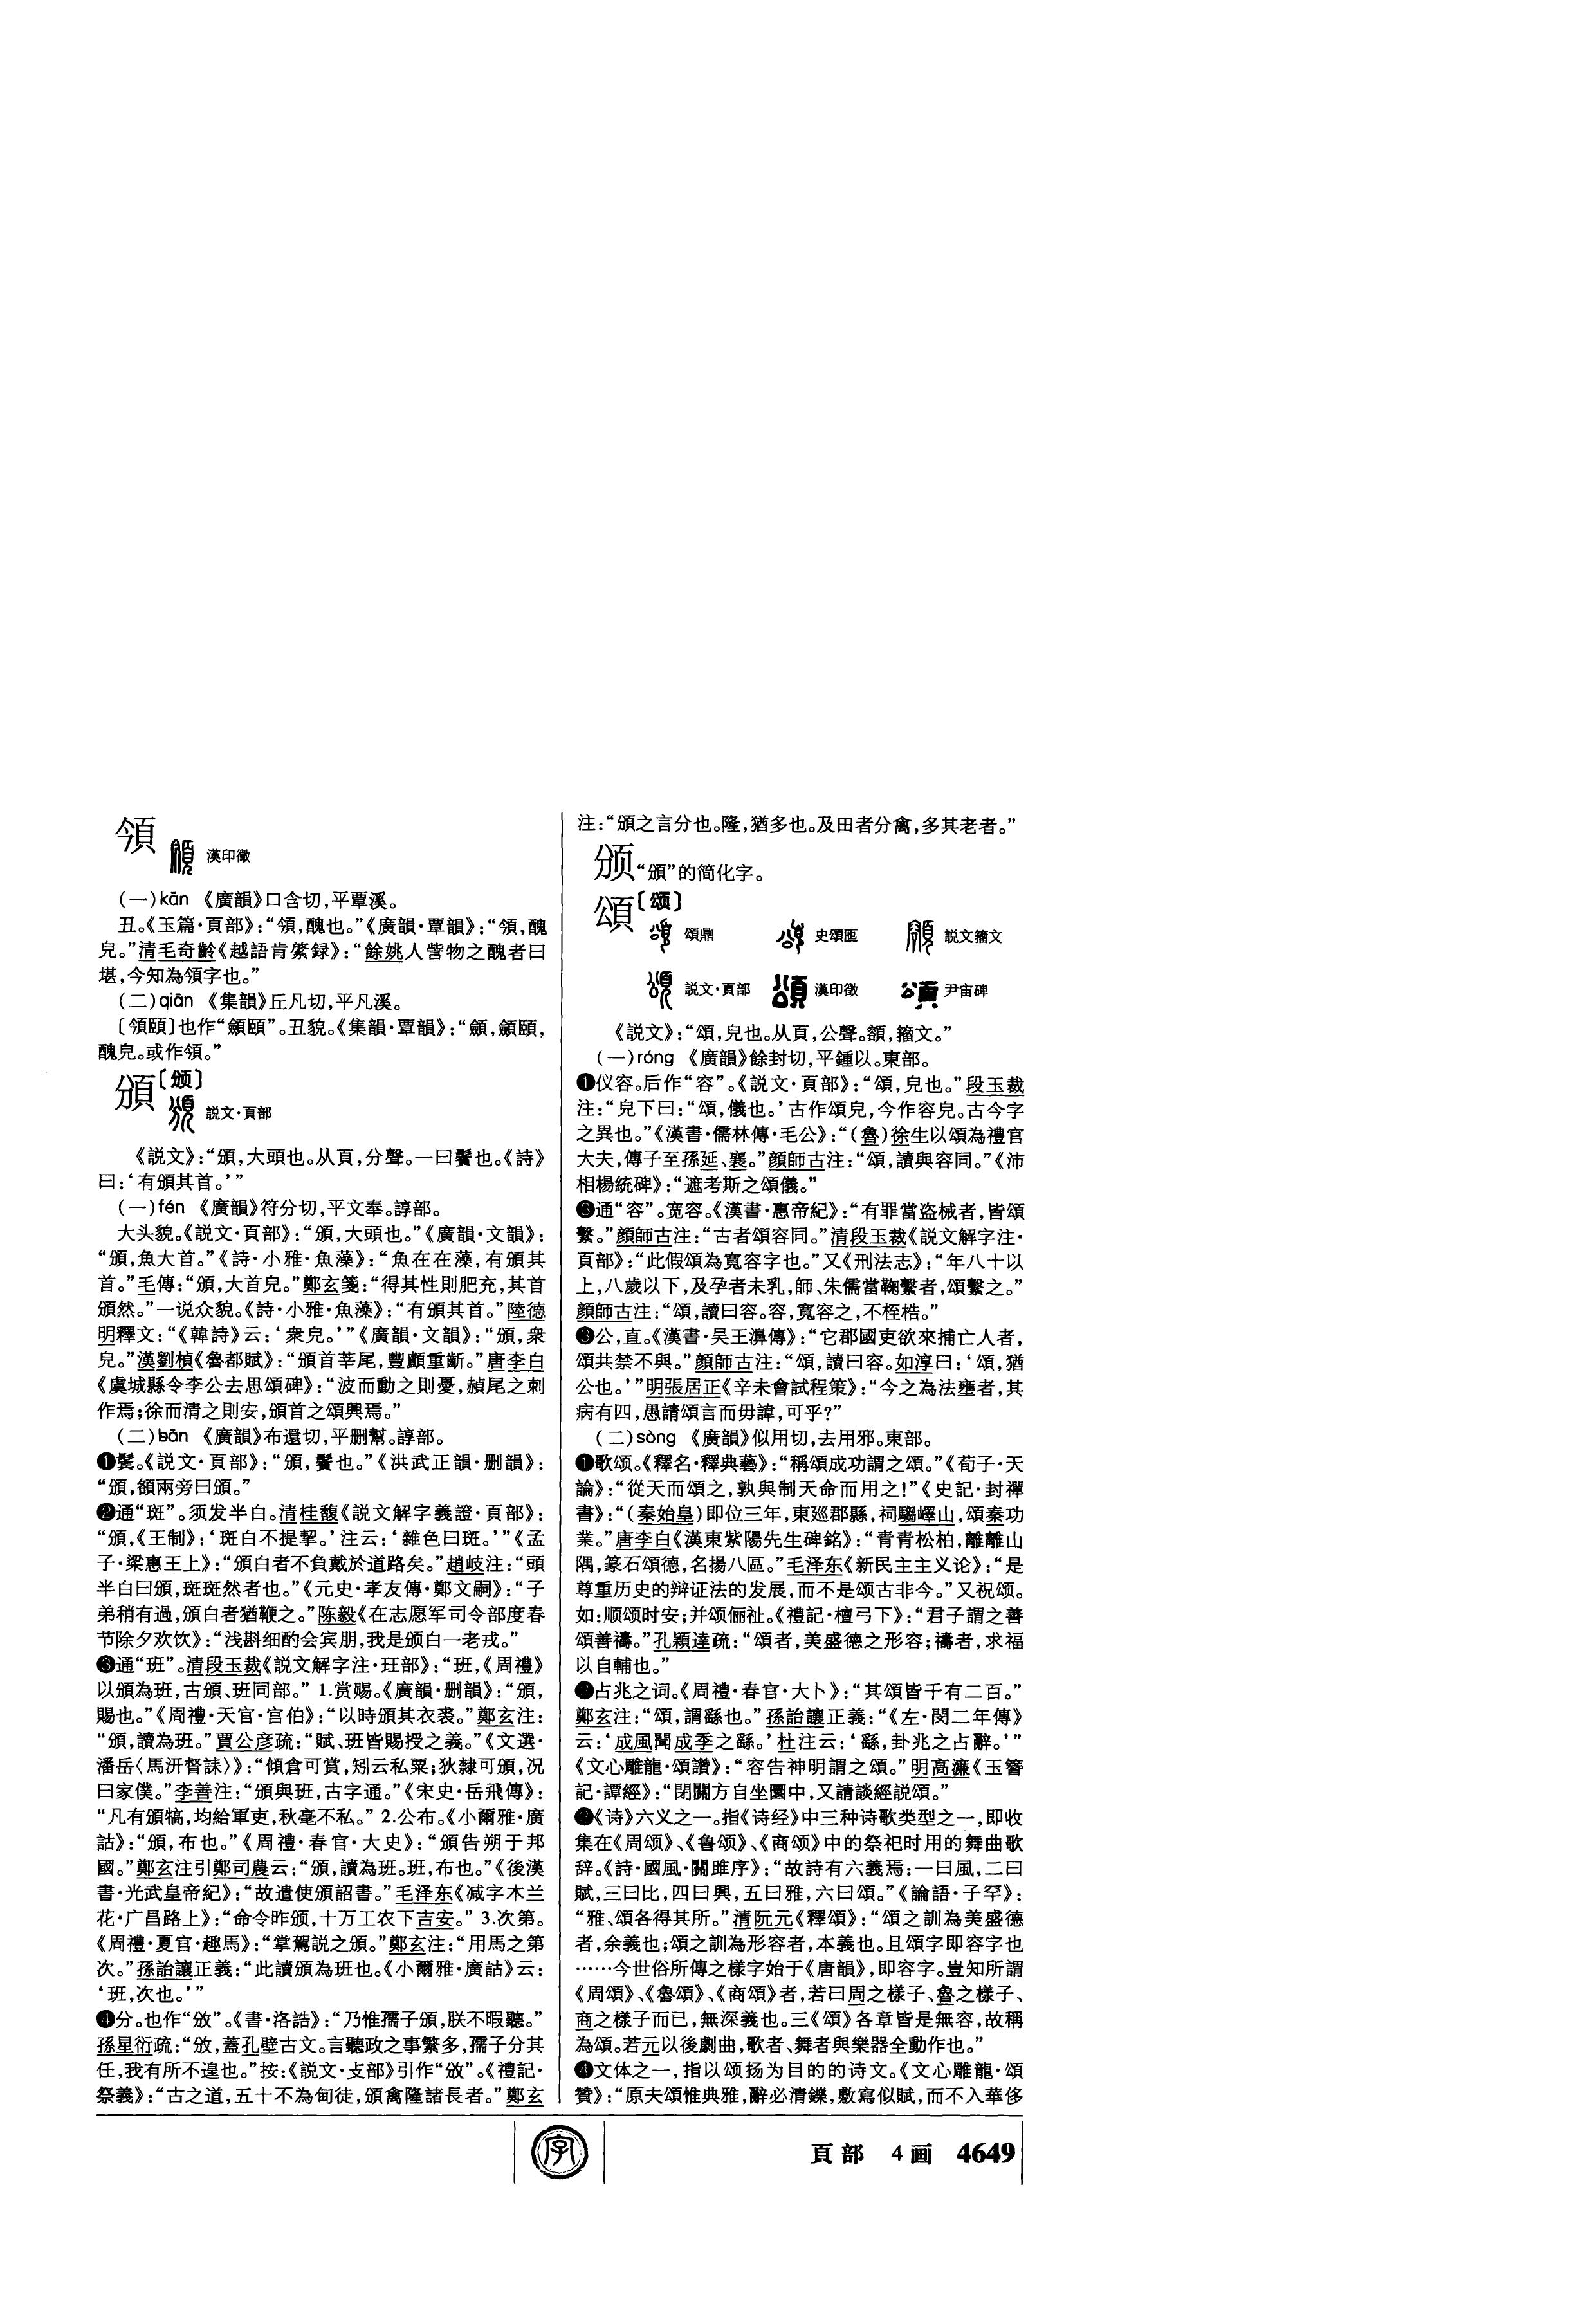 頷
漢印徵
(一)kān 《廣韻》口含切,平覃溪。
丑。《玉篇·頁部》:“頷,醜也。”《廣韻·覃韻》:“頷,醜
皃。”清毛奇齡《越語肯綮録》:“餘姚人訾物之醜者曰
堪,今知為頷字也。”
(二)qiān 《集韻》丘凡切,平凡溪。
〔頷頤〕也作“顩頤”。丑貌。《集韻·覃韻》:“顩,顩頤,
醜皃。或作頷。”
頒〔颁〕
説文·頁部
《説文》:“頒,大頭也。从頁,分聲。一曰鬢也。《詩》
曰:‘有頒其首。’”
(一)fén 《廣韻》符分切,平文奉。諄部。
大头貌。《説文·頁部》:“頒,大頭也。”《廣韻·文韻》:
“頒,魚大首。”《詩·小雅·魚藻》:“魚在在藻,有頒其
首。”毛傳:“頒,大首皃。”鄭玄箋:“得其性則肥充,其首
頒然。”一说众貌。《詩·小雅·魚藻》:“有頒其首。”陸德
明釋文:“《韓詩》云:‘衆皃。’”《廣韻·文韻》:“頒,衆
皃。”漢劉楨《魯都賦》:“頒首莘尾,豐顱重斷。”唐李白
《虞城縣令李公去思頌碑》:“波而動之則憂,赬尾之刺
作焉;徐而清之則安,頒首之頌興焉。”
(二)bān 《廣韻》布還切,平删幫。諄部。
❶鬓。《説文·頁部》:“頒,鬢也。”《洪武正韻·删韻》:
“頒,額兩旁曰頒。”
❷通“斑”。须发半白。清桂馥《説文解字義證·頁部》:
“頒,《王制》:‘斑白不提挈。’注云:‘雜色曰斑。’”《孟
子·梁惠王上》:“頒白者不負戴於道路矣。”趙岐注:“頭
半白曰頒,斑斑然者也。”《元史·孝友傳·鄭文嗣》:“子
弟稍有過,頒白者猶鞭之。”陈毅《在志愿军司令部度春
节除夕欢饮》:“浅斟细酌会宾朋,我是颁白一老戎。”
❸通“班”。清段玉裁《説文解字注·玨部》:“班,《周禮》
以頒為班,古頒、班同部。” 1.赏赐。《廣韻·删韻》:“頒,
賜也。”《周禮·天官·宫伯》:“以時頒其衣裘。”鄭玄注:
“頒,讀為班。”賈公彦疏:“賦、班皆賜授之義。”《文選·
潘岳〈馬汧督誄〉》:“傾倉可賞,矧云私粟;狄隸可頒,况
曰家僕。”李善注:“頒與班,古字通。”《宋史·岳飛傳》:
“凡有頒犒,均給軍吏,秋毫不私。” 2.公布。《小爾雅·廣
詁》:“頒,布也。”《周禮·春官·大史》:“頒告朔于邦
國。”鄭玄注引鄭司農云:“頒,讀為班。班,布也。”《後漢
書·光武皇帝紀》:“故遣使頒詔書。”毛泽东《减字木兰
花·广昌路上》:“命令昨颁,十万工农下吉安。” 3.次第。
《周禮·夏官·趣馬》:“掌駕説之頒。”鄭玄注:“用馬之第
次。”孫詒讓正義:“此讀頒為班也。《小爾雅·廣詁》云:
‘班,次也。’”
❹分。也作“攽”。《書·洛誥》:“乃惟孺子頒,朕不暇聽。”
孫星衍疏:“攽,蓋孔壁古文。言聽政之事繁多,孺子分其
任,我有所不遑也。”按:《説文·攴部》引作“攽”。《禮記·
祭義》:“古之道,五十不為甸徒,頒禽隆諸長者。”鄭玄
注:“頒之言分也。隆,猶多也。及田者分禽,多其老者。”
颁“頒”的简化字。
頌〔颂〕
頌鼎 史頌匜 説文籀文
説文·頁部 漢印徵 尹宙碑
《説文》:“頌,皃也。从頁,公聲。額,籀文。”
(一)róng 《廣韻》餘封切,平鍾以。東部。
❶仪容。后作“容”。《説文·頁部》:“頌,皃也。”段玉裁
注:“皃下曰:“頌,儀也。’古作頌皃,今作容皃。古今字
之異也。”《漢書·儒林傳·毛公》:“(魯)徐生以頌為禮官
大夫,傳子至孫延、襄。”顔師古注:“頌,讀與容同。”《沛
相楊統碑》:“遮考斯之頌儀。”
❸通“容”。宽容。《漢書·惠帝紀》:“有罪當盗械者,皆頌
繫。”顔師古注:“古者頌容同。”清段玉裁《説文解字注·
頁部》:“此假頌為寬容字也。”又《刑法志》:“年八十以
上,八歲以下,及孕者未乳,師、朱儒當鞠繫者,頌繫之。”
顔師古注:“頌,讀曰容。容,寬容之,不桎梏。”
❸公,直。《漢書·吴王濞傳》:“它郡國吏欲來捕亡人者,
頌共禁不與。”顔師古注:“頌,讀曰容。如淳曰:‘頌,猶
公也。’”明張居正《辛未會試程策》:“今之為法壅者,其
病有四,愚請頌言而毋諱,可乎?”
(二)sòng 《廣韻》似用切,去用邪。東部。
❶歌颂。《釋名·釋典藝》:“稱頌成功謂之頌。”《荀子·天
論》:“從天而頌之,孰與制天命而用之!”《史記·封禪
書》:“(秦始皇)即位三年,東廵郡縣,祠騶嶧山,頌秦功
業。”唐李白《漢東紫陽先生碑銘》:“青青松柏,離離山
隅,篆石頌德,名揚八區。”毛泽东《新民主主义论》:“是
尊重历史的辩证法的发展,而不是颂古非今。”又祝颂。
如:顺颂时安;并颂俪祉。《禮記·檀弓下》:“君子謂之善
頌善禱。”孔穎達疏:“頌者,美盛德之形容;禱者,求福
以自輔也。”
❷占兆之词。《周禮·春官·大卜》:“其頌皆千有二百。”
鄭玄注:“頌,謂繇也。”孫詒讓正義:“《左·閔二年傳》
云:‘成風聞成季之繇。’杜注云:‘繇,卦兆之占辭。’”
《文心雕龍·頌讚》:“容告神明謂之頌。”明高濂《玉簪
記·譚經》:“閉關方自坐團中,又請談經説頌。”
❸《诗》六义之一。指《诗经》中三种诗歌类型之一,即收
集在《周颂》、《鲁颂》、《商颂》中的祭祀时用的舞曲歌
辞。《詩·國風·關雎序》:“故詩有六義焉:一曰風,二曰
賦,三曰比,四曰興,五曰雅,六曰頌。”《論語·子罕》:
“雅、頌各得其所。”清阮元《釋頌》:“頌之訓為美盛德
者,余義也;頌之訓為形容者,本義也。且頌字即容字也
……今世俗所傳之樣字始于《唐韻》,即容字。豈知所謂
《周頌》、《魯頌》、《商頌》者,若曰周之樣子、魯之樣子、
商之樣子而已,無深義也。三《頌》各章皆是無容,故稱
為頌。若元以後劇曲,歌者、舞者與樂器全動作也。”
❹文体之一,指以颂扬为目的的诗文。《文心雕龍·頌
贊》:“原夫頌惟典雅,辭必清鑠,敷寫似賦,而不入華侈
字
頁部 4画 4649